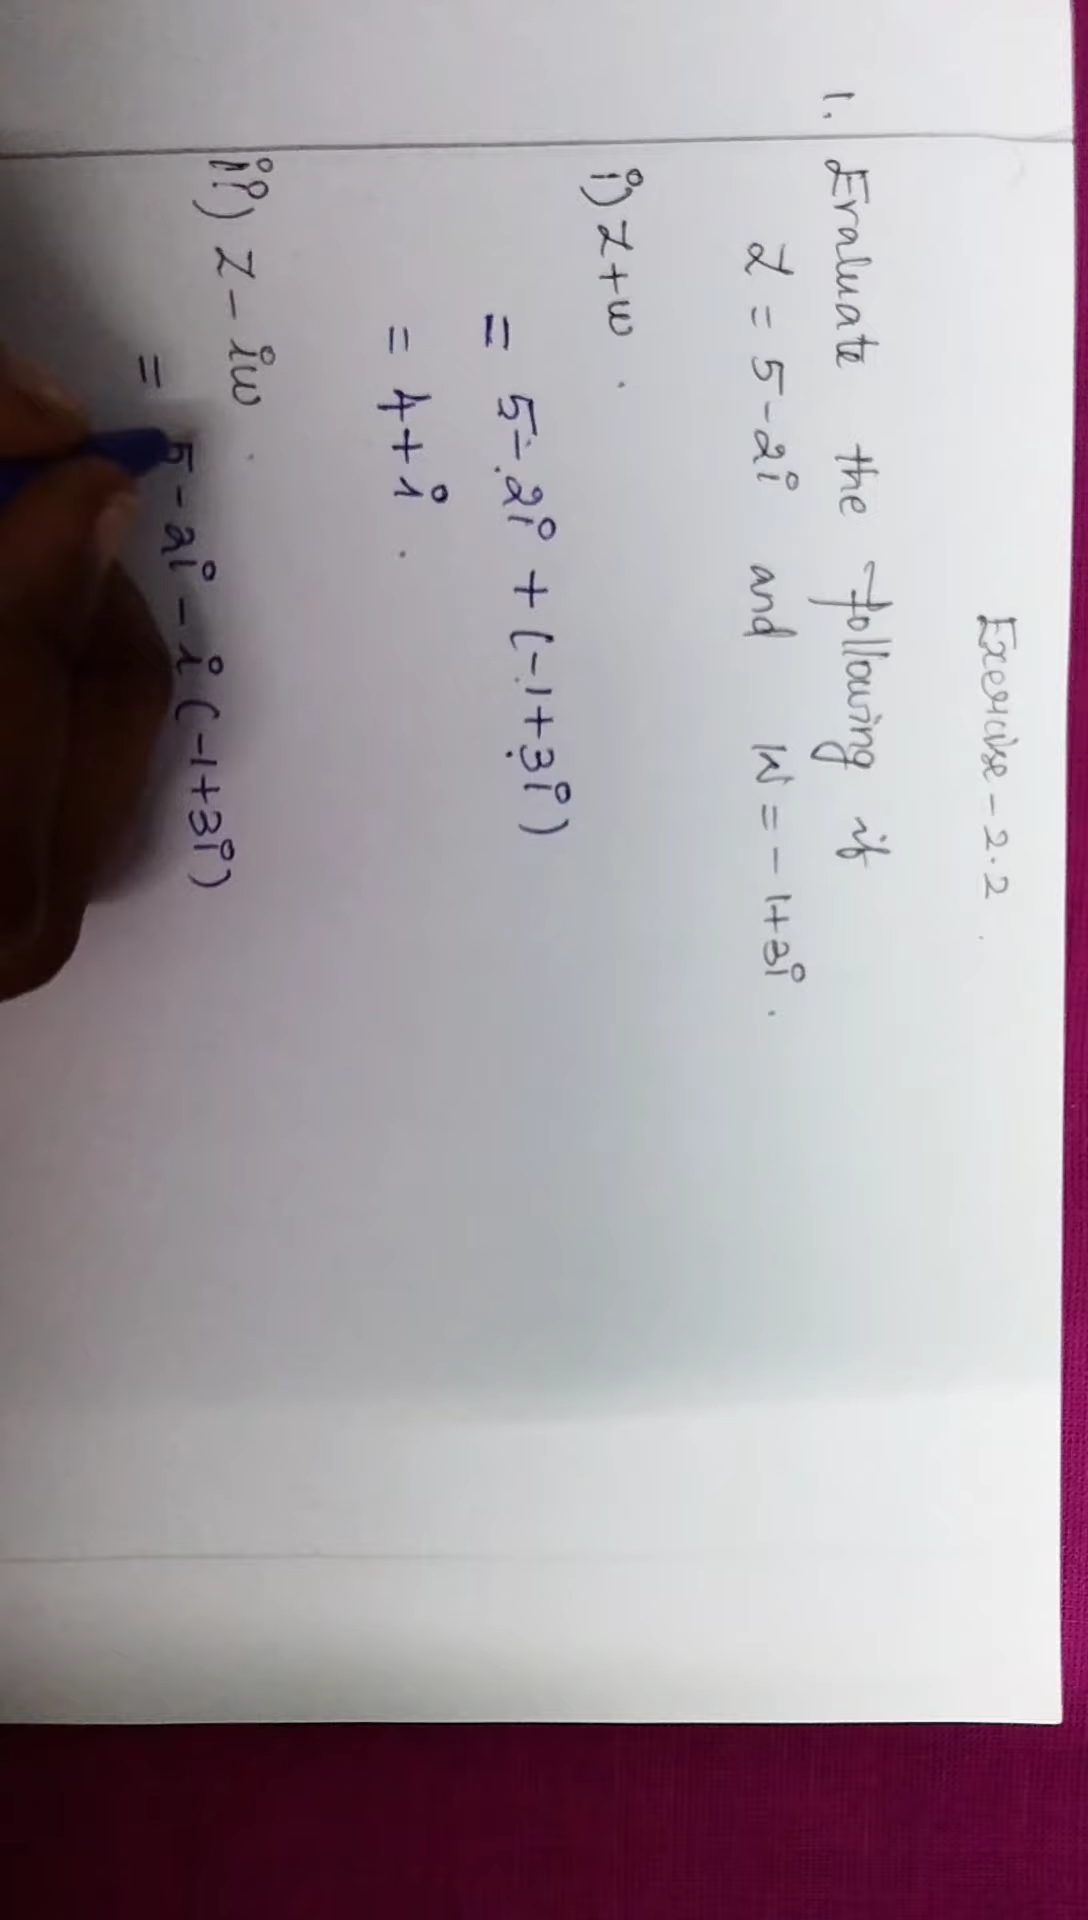 Exercise - 2.2.
1. Evaluate the following if
z = 5-2i and w = -1+3i.
i) z+w.
= 5-2i + (-1+3i)
= 4+i.
ii) z-iw.
= 5-2i-i(-1+3i)